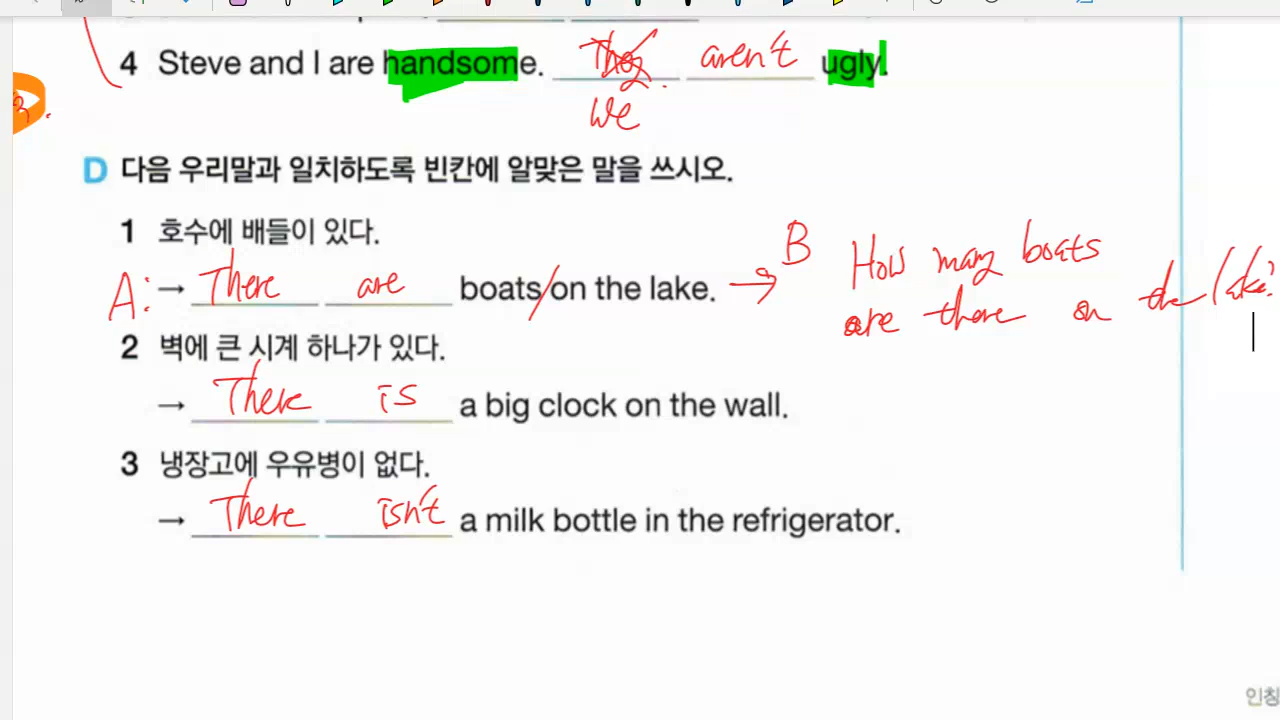 4 Steve and I are handsome. They aren't ugly.
We
D 다음 우리말과 일치하도록 빈칸에 알맞은 말을 쓰시오.
1 호수에 배들이 있다.
A: → There are boats/on the lake. → B How many boats
are there on the lake?
2 벽에 큰 시계 하나가 있다.
→ There is a big clock on the wall.
3 냉장고에 우유병이 없다.
→ There isn't a milk bottle in the refrigerator.
인칭